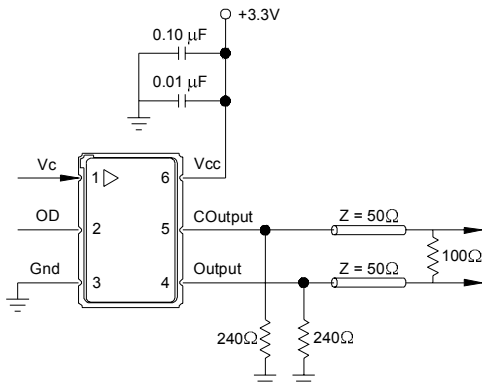 +3.3V
0.10 μF
0.01 μF
Vc
Vcc
1
6
OD
COutput
Z = 50Ω
2
5
100Ω
Gnd
Output
Z = 50Ω
3
4
240Ω
240Ω